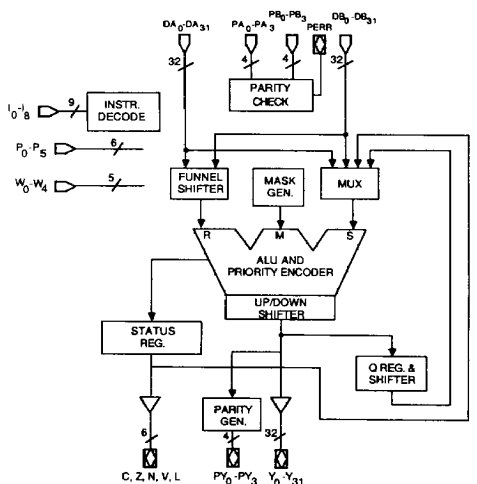 DA0-DA31
PA0-PA3
PB0-PB3
PERR
DB0-DB31
32
4
4
32
PARITY
CHECK
I0-I8
9
INSTR.
DECODE
P0-P5
6
W0-W4
5
FUNNEL
SHIFTER
MASK
GEN.
MUX
R
M
S
ALU AND
PRIORITY ENCODER
UP/DOWN
SHIFTER
STATUS
REG.
Q REG. &
SHIFTER
PARITY
GEN.
6
4
32
C, Z, N, V, L
PY0-PY3
Y0-Y31